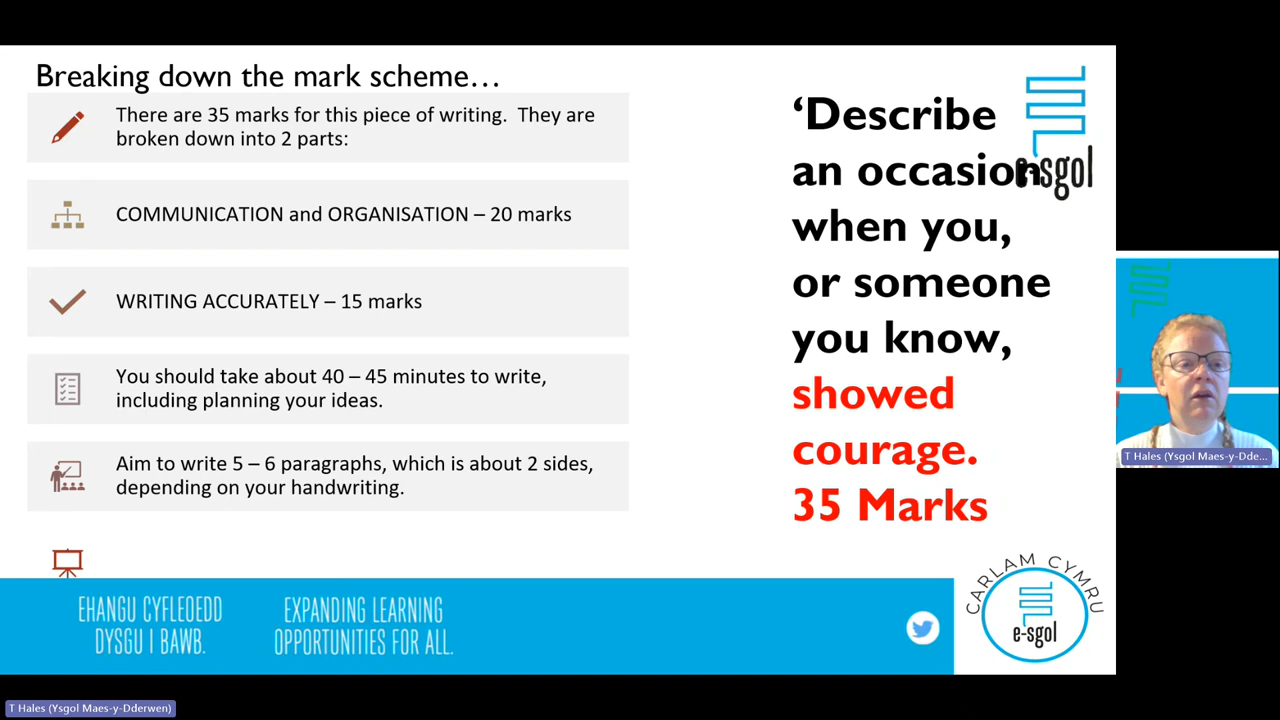 Breaking down the mark scheme…
There are 35 marks for this piece of writing. They are
broken down into 2 parts:
COMMUNICATION and ORGANISATION – 20 marks
WRITING ACCURATELY – 15 marks
You should take about 40 – 45 minutes to write,
including planning your ideas.
Aim to write 5 – 6 paragraphs, which is about 2 sides,
depending on your handwriting.
‘Describe
an occasion
when you,
or someone
you know,
showed
courage.
35 Marks
e-sgol
T Hales (Ysgol Maes-y-Dde...
EHANGU CYFLEOEDD
DYSGU I BAWB.
EXPANDING LEARNING
OPPORTUNITIES FOR ALL.
CARLAM CYMRU
e-sgol
T Hales (Ysgol Maes-y-Dderwen)